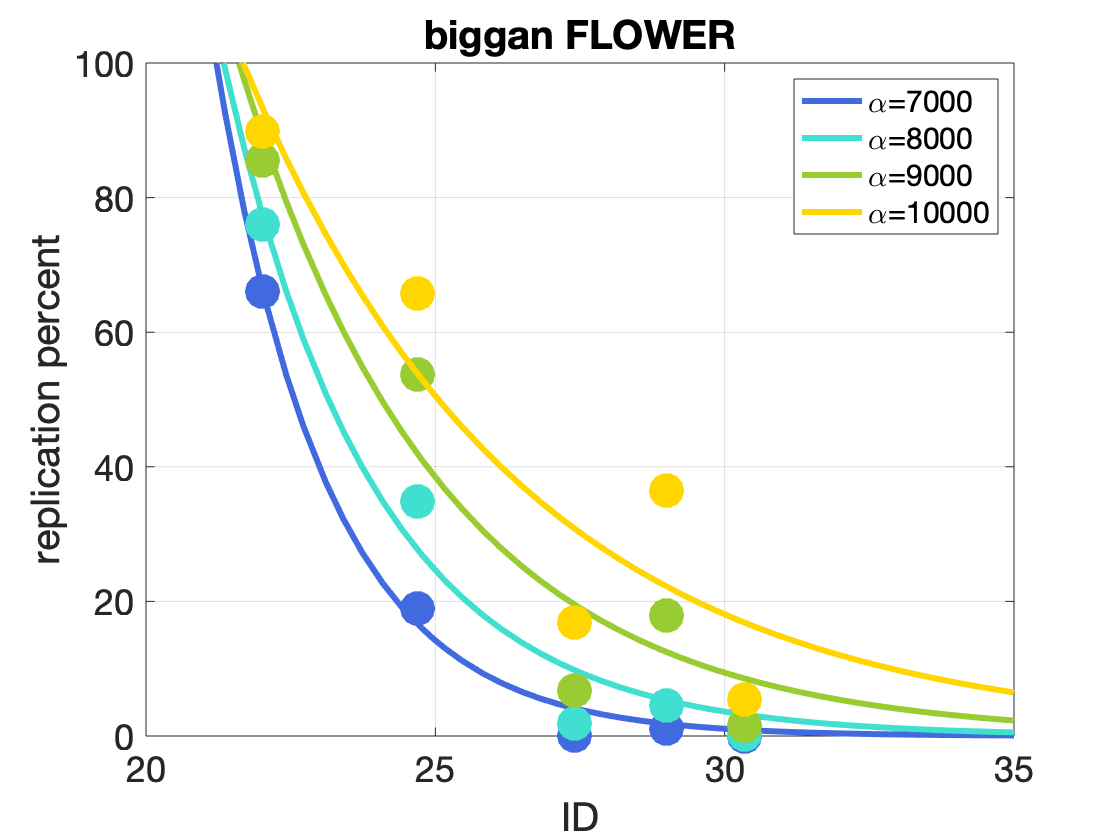 biggan FLOWER
100
80
60
40
20
0
replication percent
20 25 30 35
ID
α=7000
α=8000
α=9000
α=10000